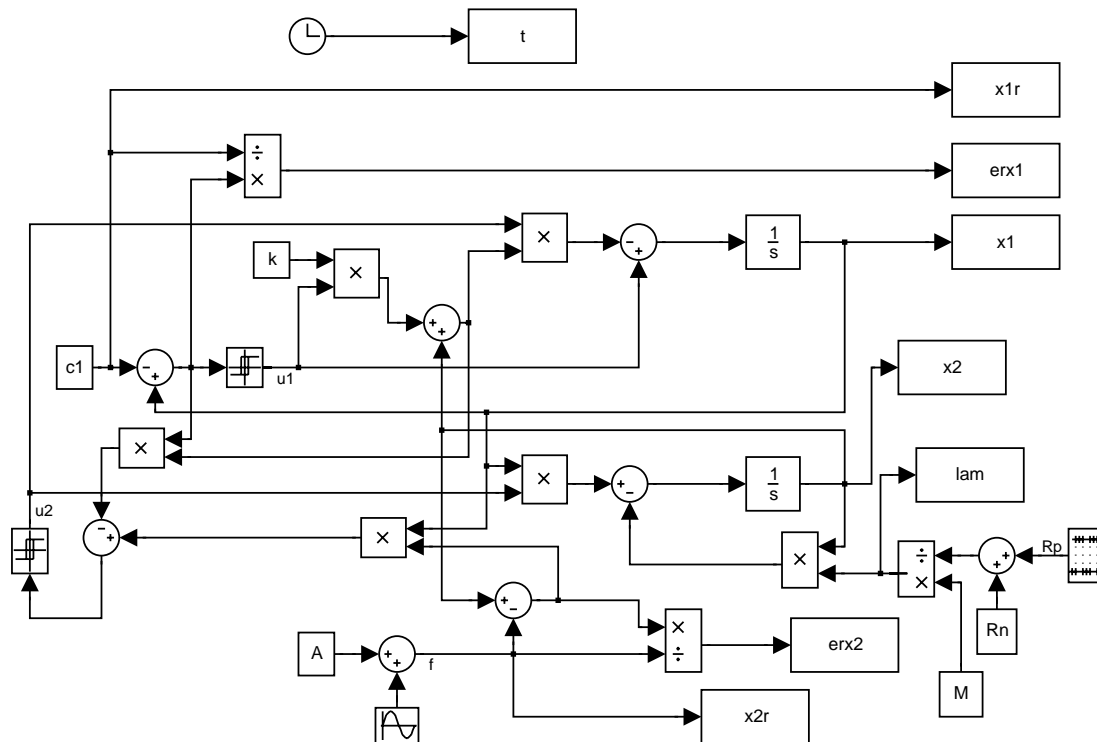 t
x1r
÷
×
erx1
×
1
s
x1
k
×
c1
u1
x2
×
×
1
s
lam
u2
×
×
÷
×
Rp
Rn
A
f
×
÷
erx2
M
x2r